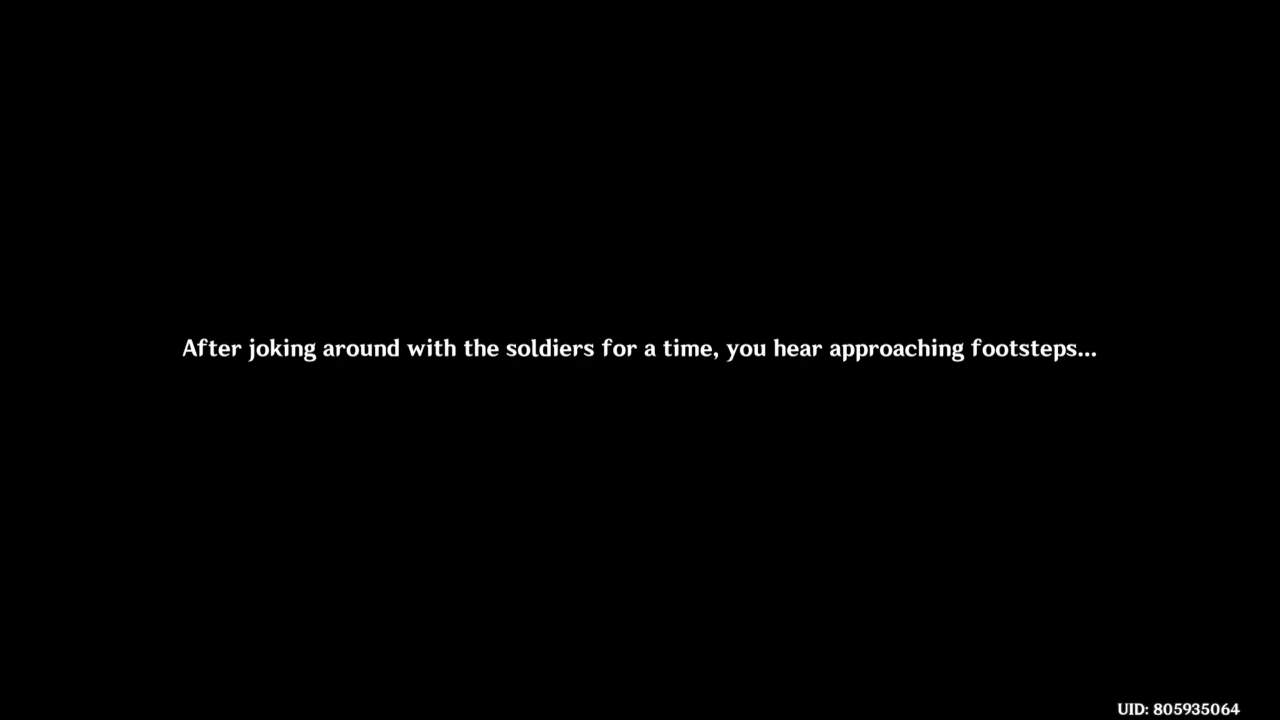 After joking around with the soldiers for a time, you hear approaching footsteps...
UID: 805935064